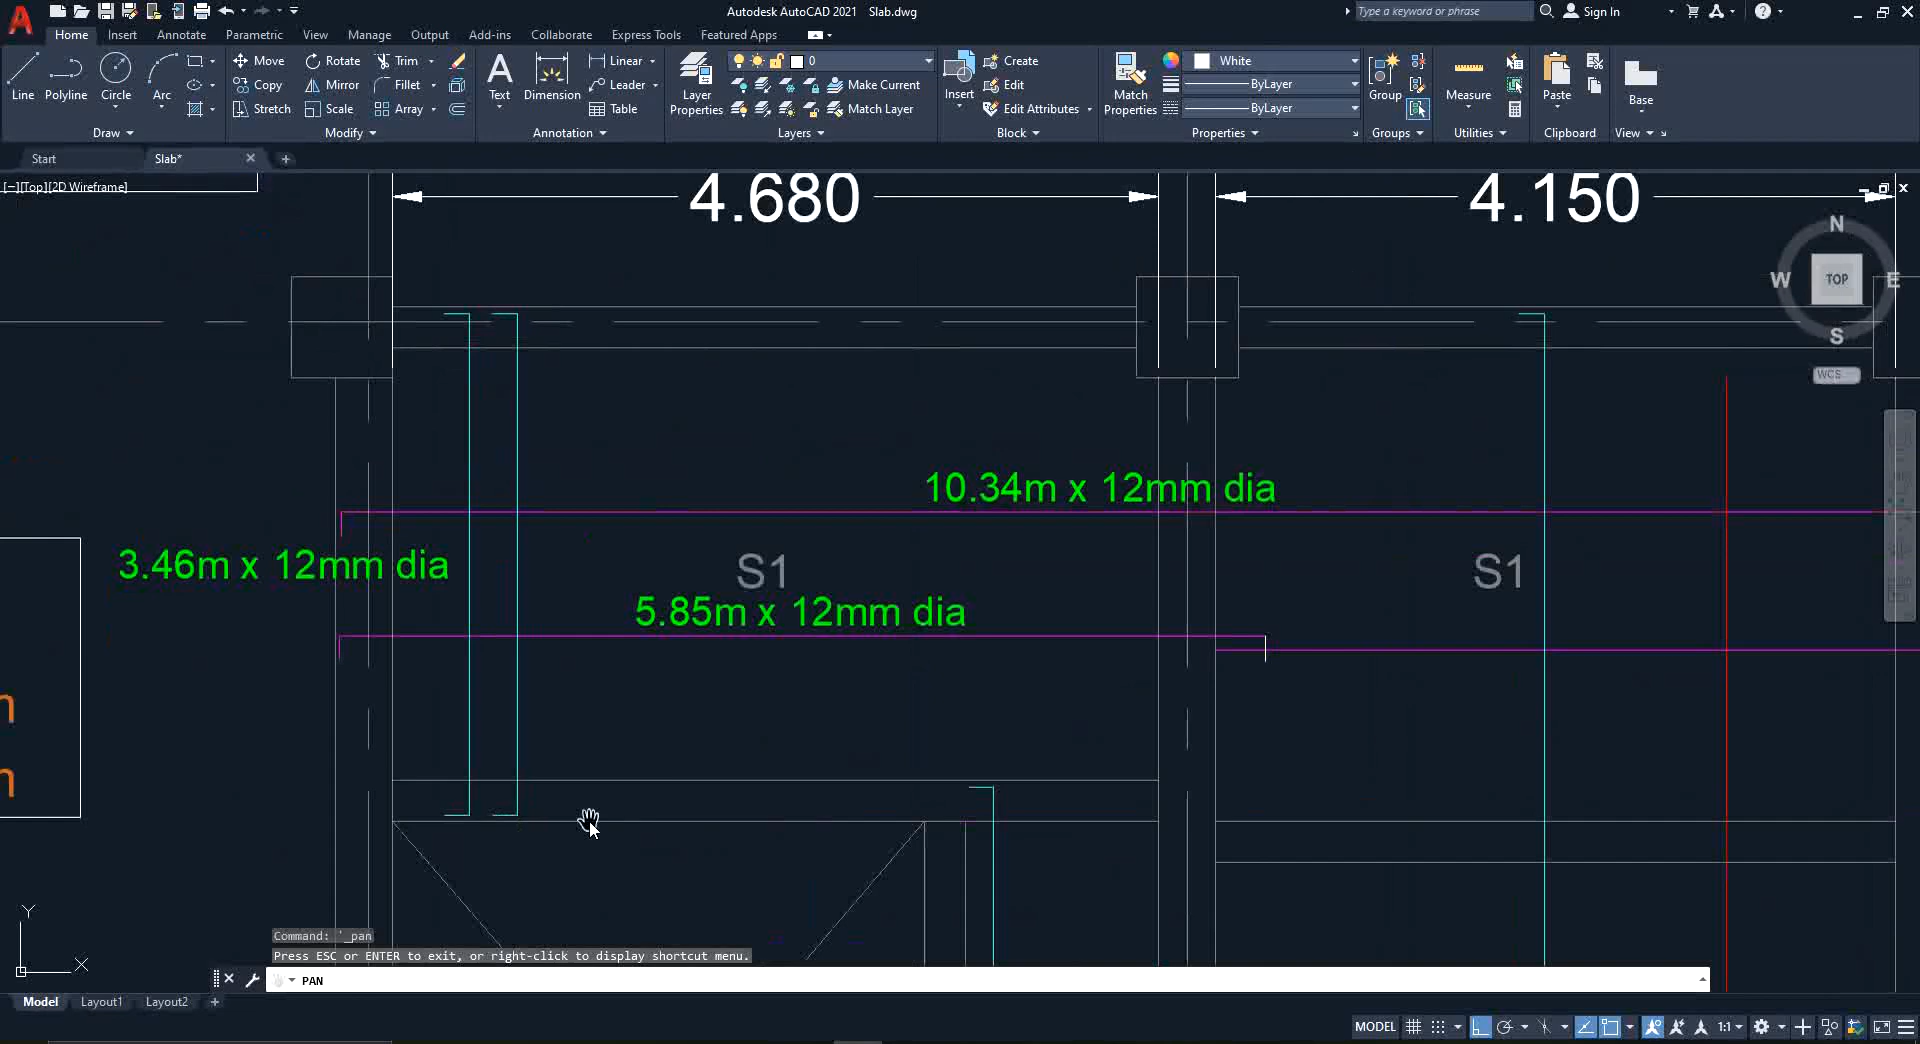 Autodesk AutoCAD 2021 Slab.dwg
Type a keyword or phrase
Sign In
Home Insert Annotate Parametric View Manage Output Add-ins Collaborate Express Tools Featured Apps
Line Polyline Circle Arc
Move Rotate Trim
Copy Mirror Fillet
Stretch Scale Array
Text Dimension
Linear
Leader
Table
Layer Properties
0
Make Current
Match Layer
Insert
Create
Edit
Edit Attributes
Match Properties
White
ByLayer
ByLayer
Group
Measure
Paste
Base
Draw Modify Annotation Layers Block Properties Groups Utilities Clipboard View
Start Slab*
[−][Top][2D Wireframe]
4.680 4.150
N
W TOP E
S
WCS
10.34m x 12mm dia
3.46m x 12mm dia
S1 S1
5.85m x 12mm dia
n
n
Y
X
Command: '_pan
Press ESC or ENTER to exit, or right-click to display shortcut menu.
PAN
Model Layout1 Layout2 +
MODEL 1:1